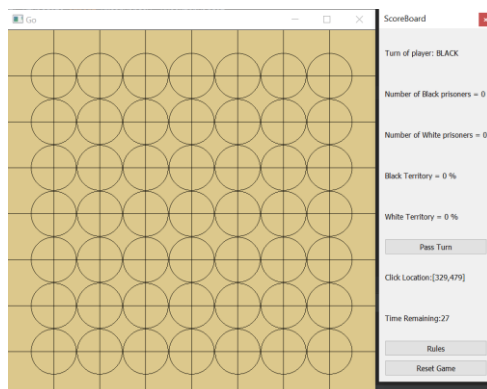 Go
ScoreBoard
Turn of player: BLACK
Number of Black prisoners = 0
Number of White prisoners = 0
Black Territory = 0 %
White Territory = 0 %
Pass Turn
Click Location:[329,479]
Time Remaining:27
Rules
Reset Game